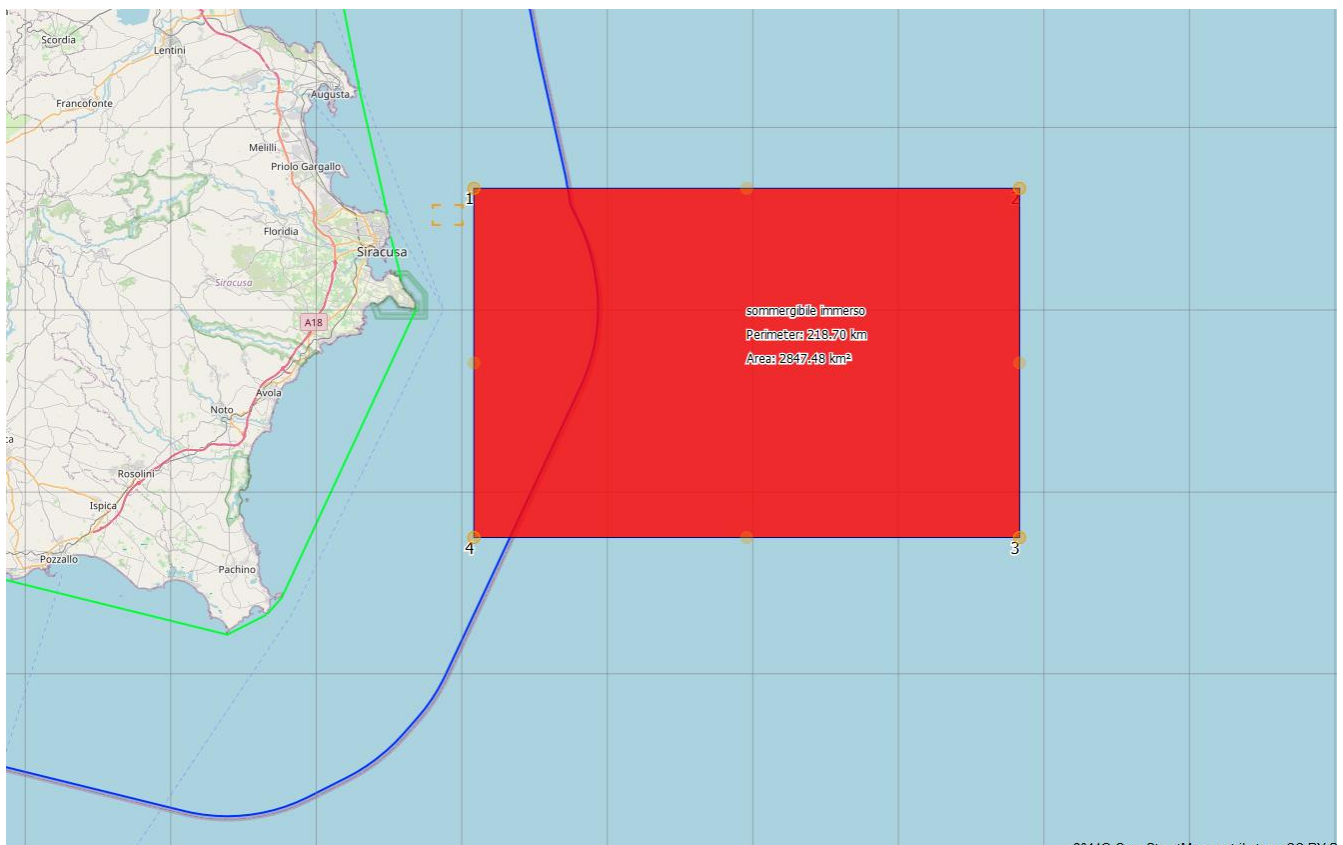 Scordia
Lentini
Augusta
Francofonte
Melilli
Priolo Gargallo
1
2
Floridia
Siracusa
Siracusa
sommergibile immerso
A18
Perimeter: 218.70 km
Area: 2847.48 km²
Avola
Noto
ca
Rosolini
Ispica
4
3
Pozzallo
Pachino